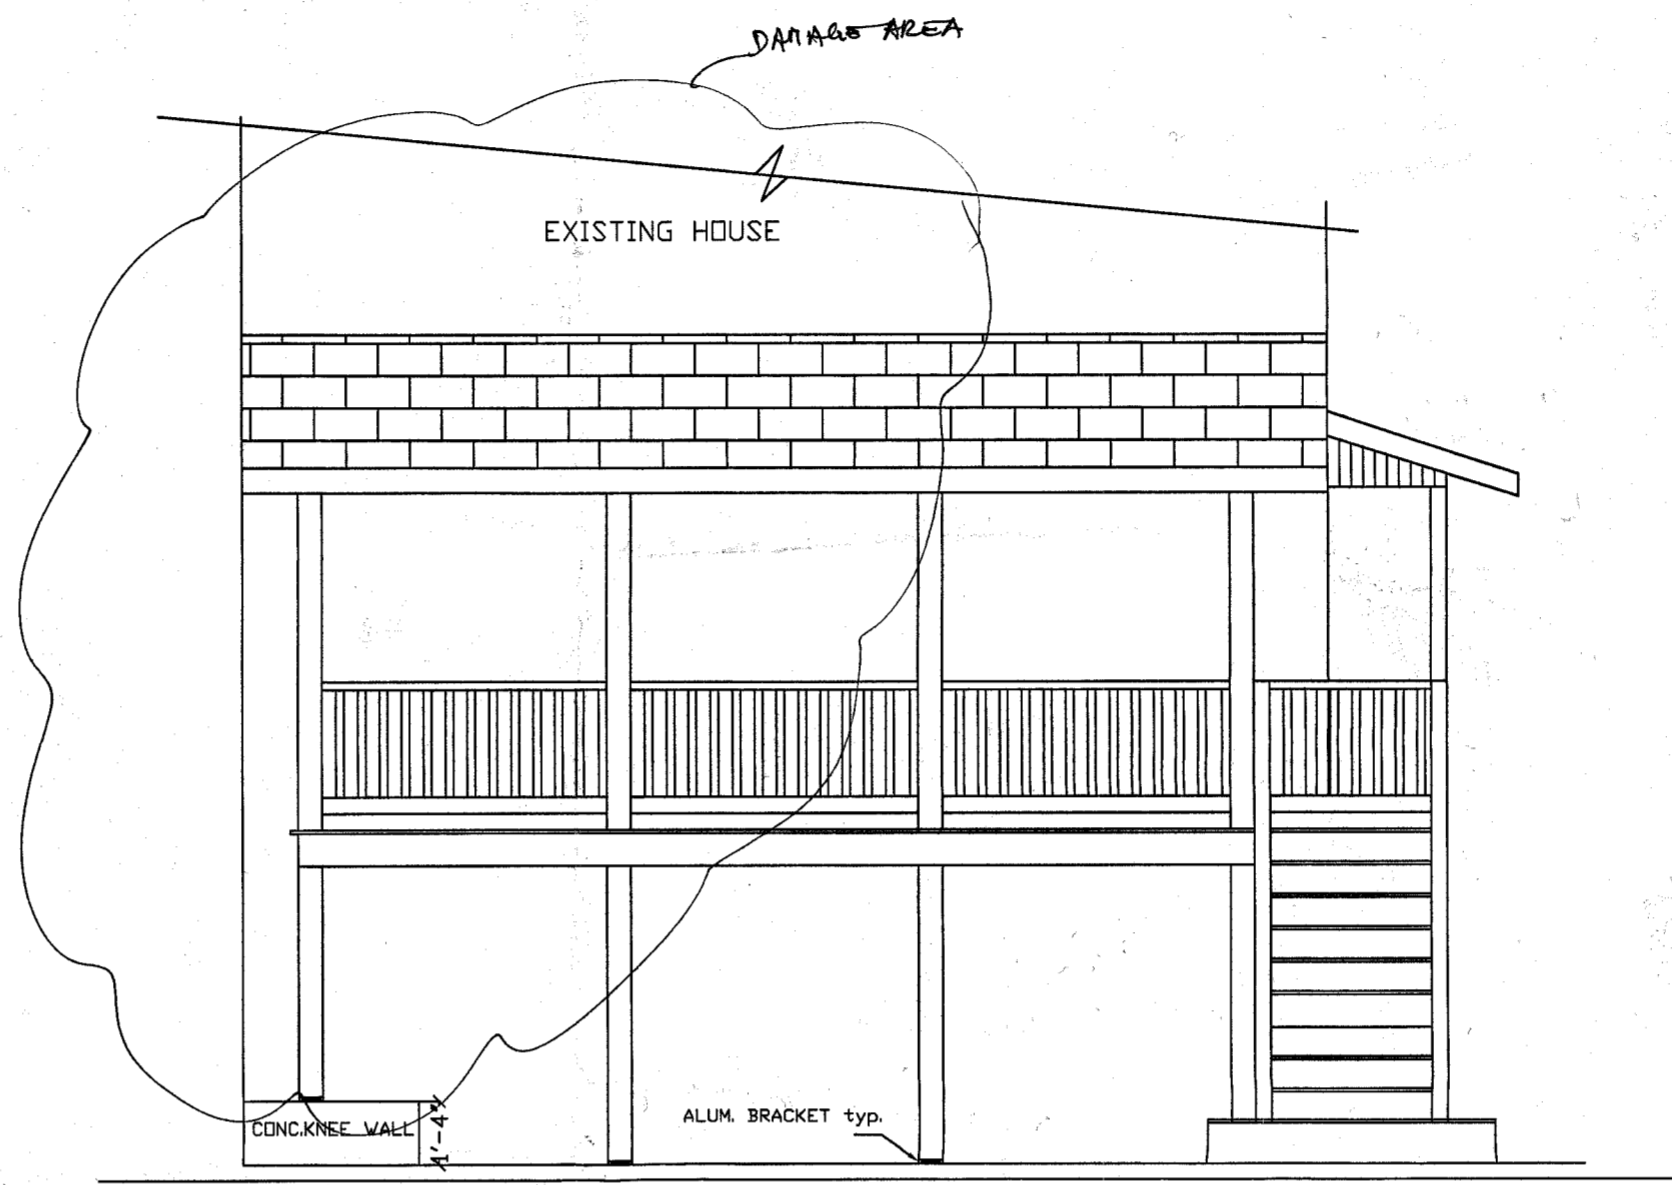 DAMAGE AREA
EXISTING HOUSE
CONC.KNEE WALL
1'-4"
ALUM. BRACKET typ.